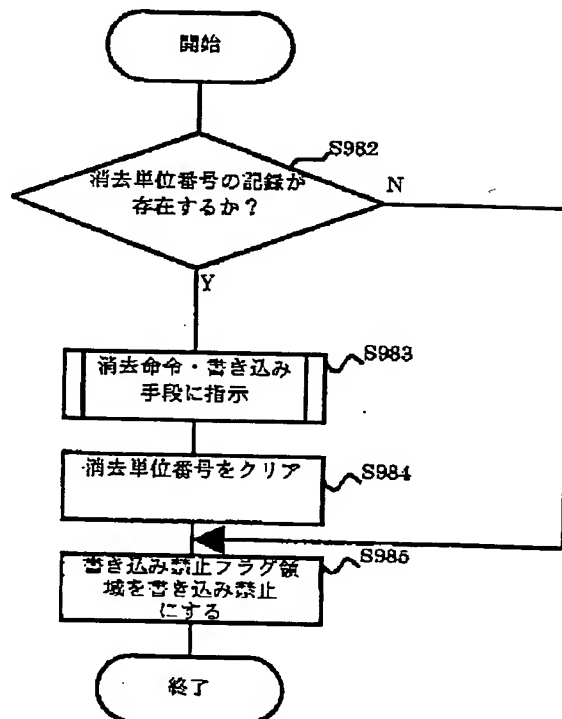 開始
S982
消去単位番号の記録が
存在するか?
N
Y
S983
消去命令・書き込み
手段に指示
消去単位番号をクリア
S984
S985
書き込み禁止フラグ領
域を書き込み禁止
にする
終了